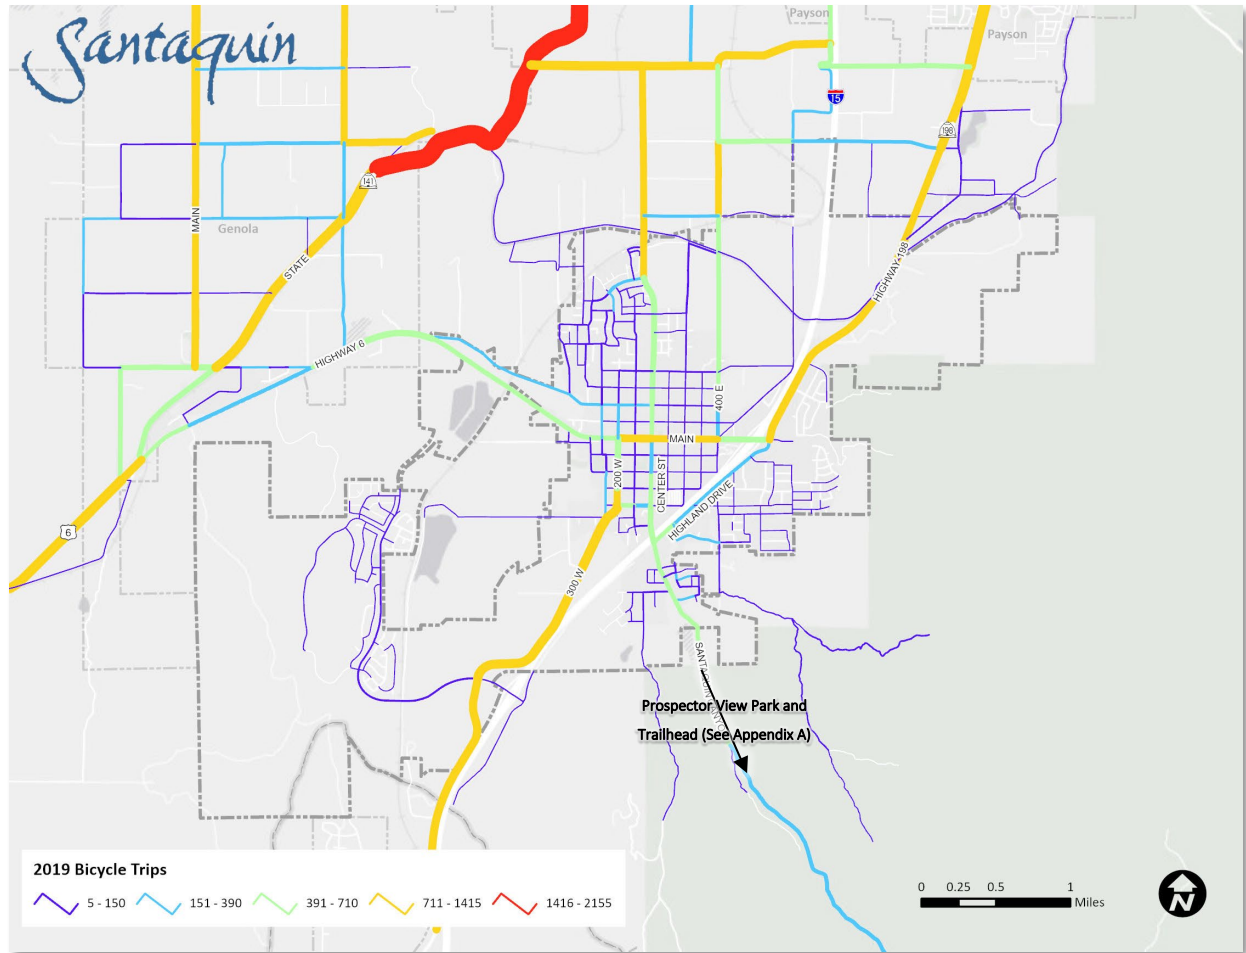 Santaquin
Payson
Payson
15
198
141
MAIN
Genola
STATE
HIGHWAY 198
HIGHWAY 6
400 E
MAIN
200 W
CENTER ST
HIGHLAND DRIVE
6
300 W
Prospector View Park and
Trailhead (See Appendix A)
2019 Bicycle Trips
5 - 150
151 - 390
391 - 710
711 - 1415
1416 - 2155
0 0.25 0.5 1
Miles
N